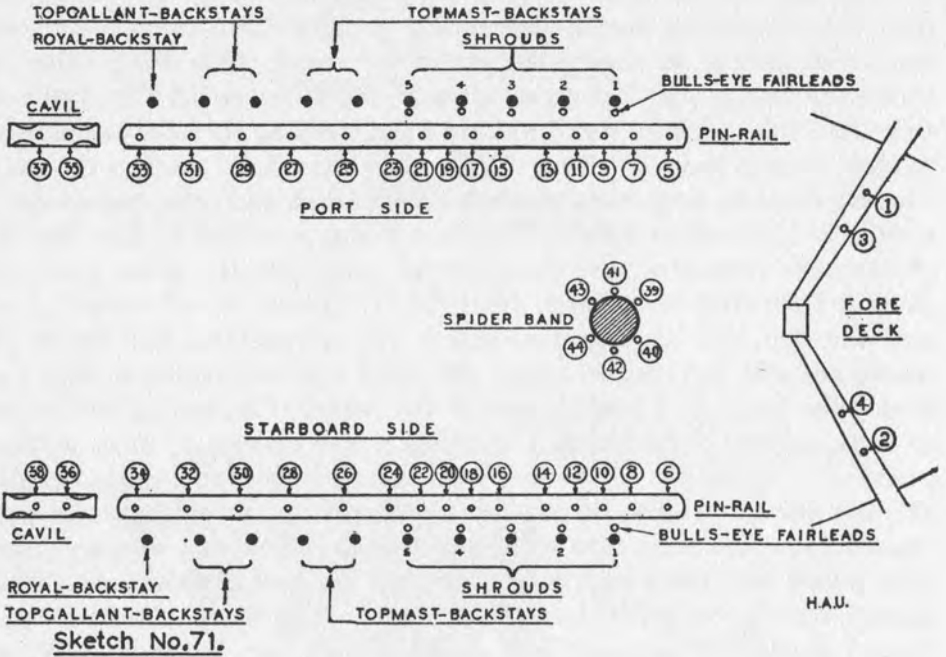 TOPGALLANT-BACKSTAYS
TOPMAST-BACKSTAYS
ROYAL-BACKSTAY
SHROUDS
5 4 3 2 1
BULLS-EYE FAIRLEADS
CAVIL
PIN-RAIL
57 55 33 31 29 27 25 23 21 19 17 15 13 11 9 7 5
PORT SIDE
1
3
41
43 39
SPIDER BAND
44 40
42
FORE
DECK
4
2
STARBOARD SIDE
58 56 34 32 30 28 26 24 22 20 18 16 14 12 10 8 6
PIN-RAIL
CAVIL
BULLS-EYE FAIRLEADS
5 4 3 2 1
ROYAL-BACKSTAY
SHROUDS
TOPGALLANT-BACKSTAYS
TOPMAST-BACKSTAYS
H.A.U.
Sketch No.71.